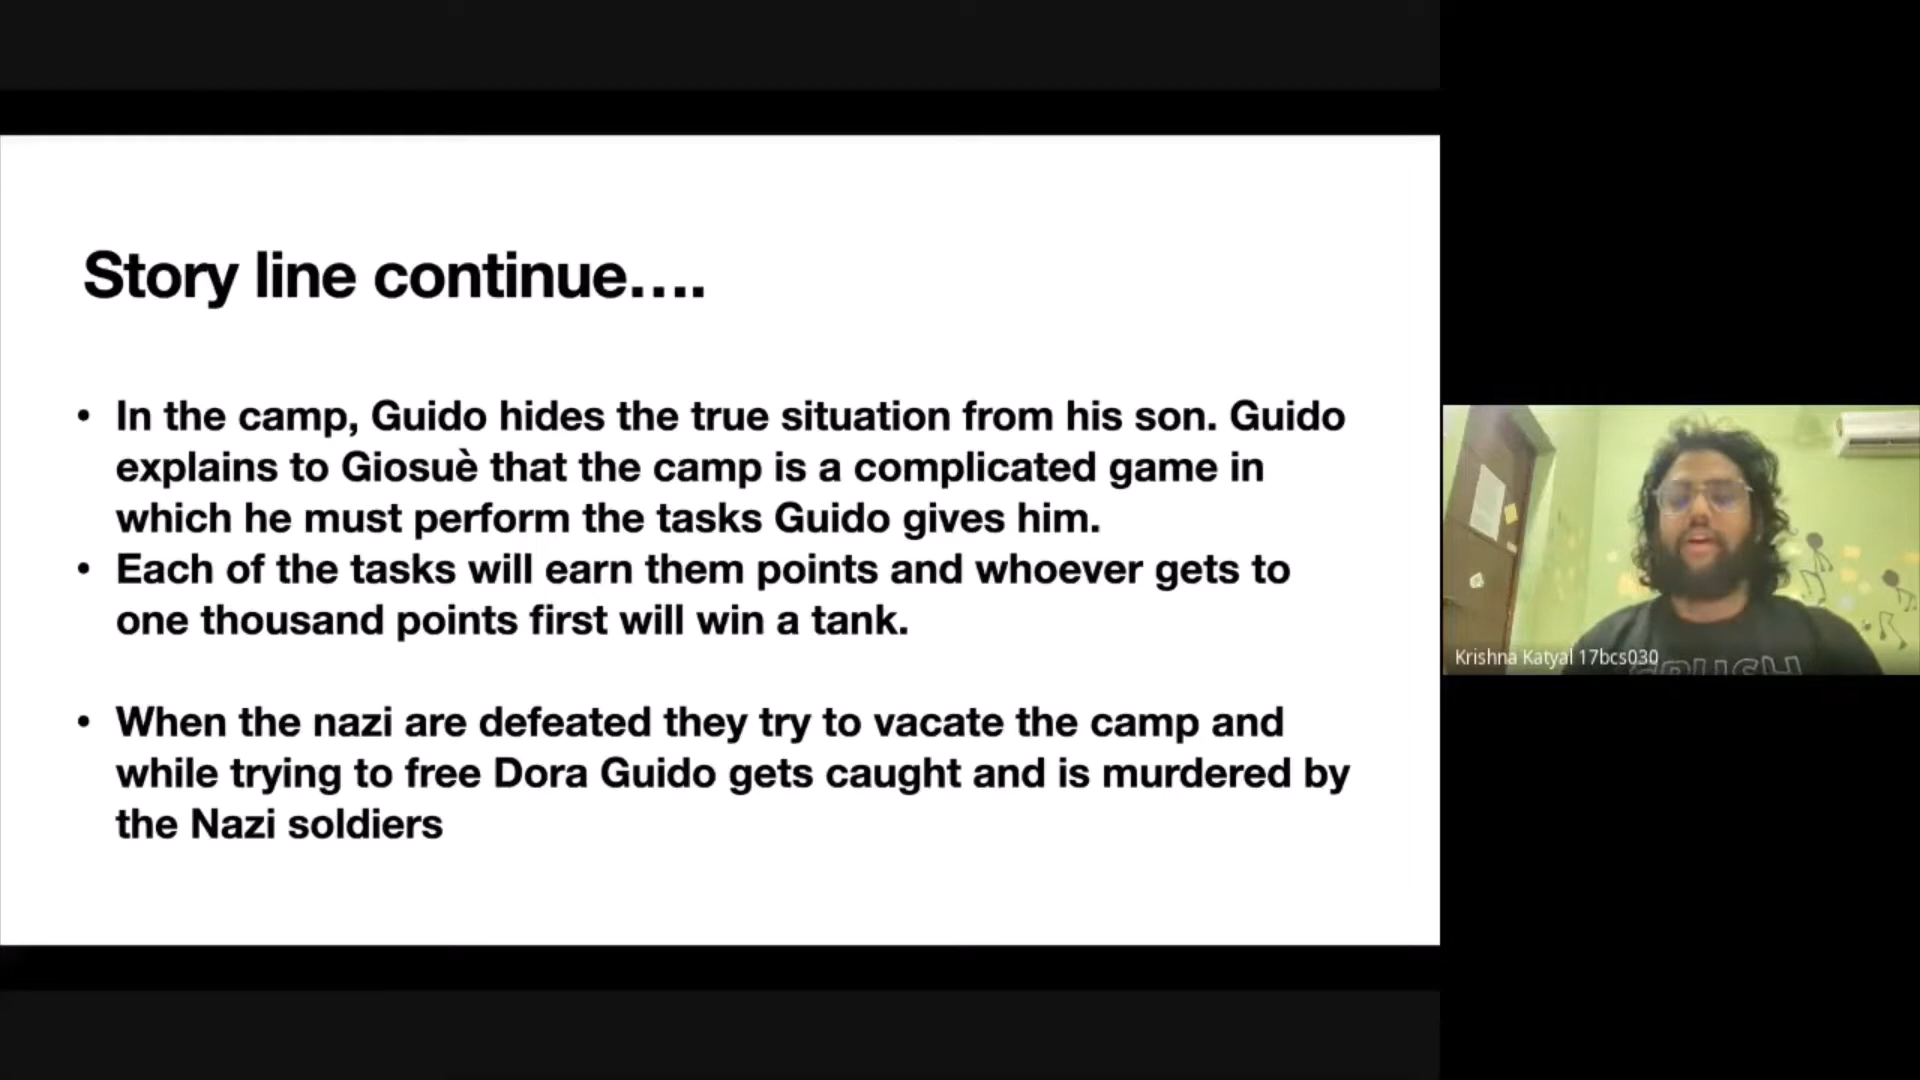 Story line continue....
• In the camp, Guido hides the true situation from his son. Guido
explains to Giosuè that the camp is a complicated game in
which he must perform the tasks Guido gives him.
• Each of the tasks will earn them points and whoever gets to
one thousand points first will win a tank.
• When the nazi are defeated they try to vacate the camp and
while trying to free Dora Guido gets caught and is murdered by
the Nazi soldiers
Krishna Katyal 17bcs030